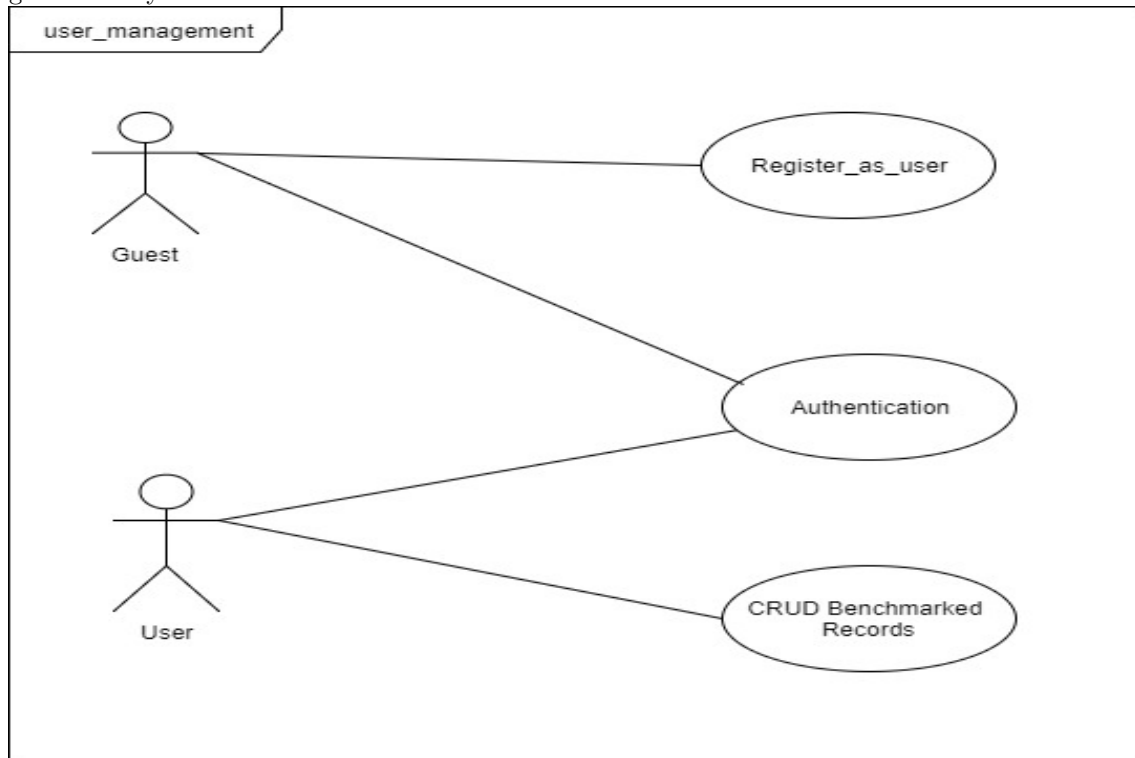 user_management
Register_as_user
Guest
Authentication
CRUD Benchmarked
Records
User